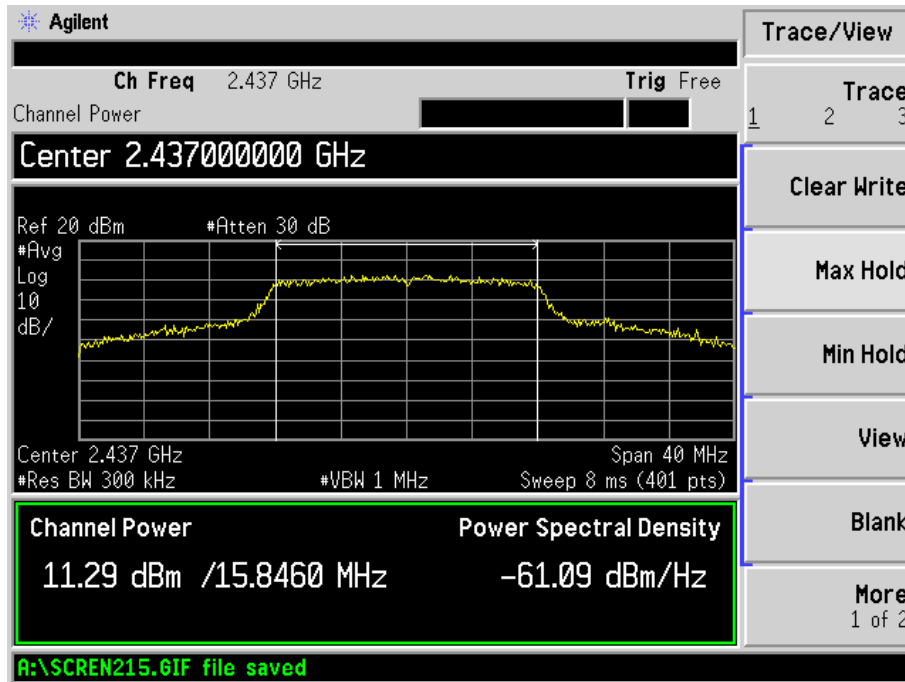 Agilent
Trace/View
Ch Freq 2.437 GHz Trig Free
Channel Power
Center 2.437000000 GHz
Ref 20 dBm #Atten 30 dB
#Avg
Log
10
dB/
Center 2.437 GHz Span 40 MHz
#Res BW 300 kHz #VBW 1 MHz Sweep 8 ms (401 pts)
Channel Power Power Spectral Density
11.29 dBm /15.8460 MHz -61.09 dBm/Hz
A:\SCREN215.GIF file saved
Trace
1 2 3
Clear Write
Max Hold
Min Hold
View
Blank
More
1 of 2